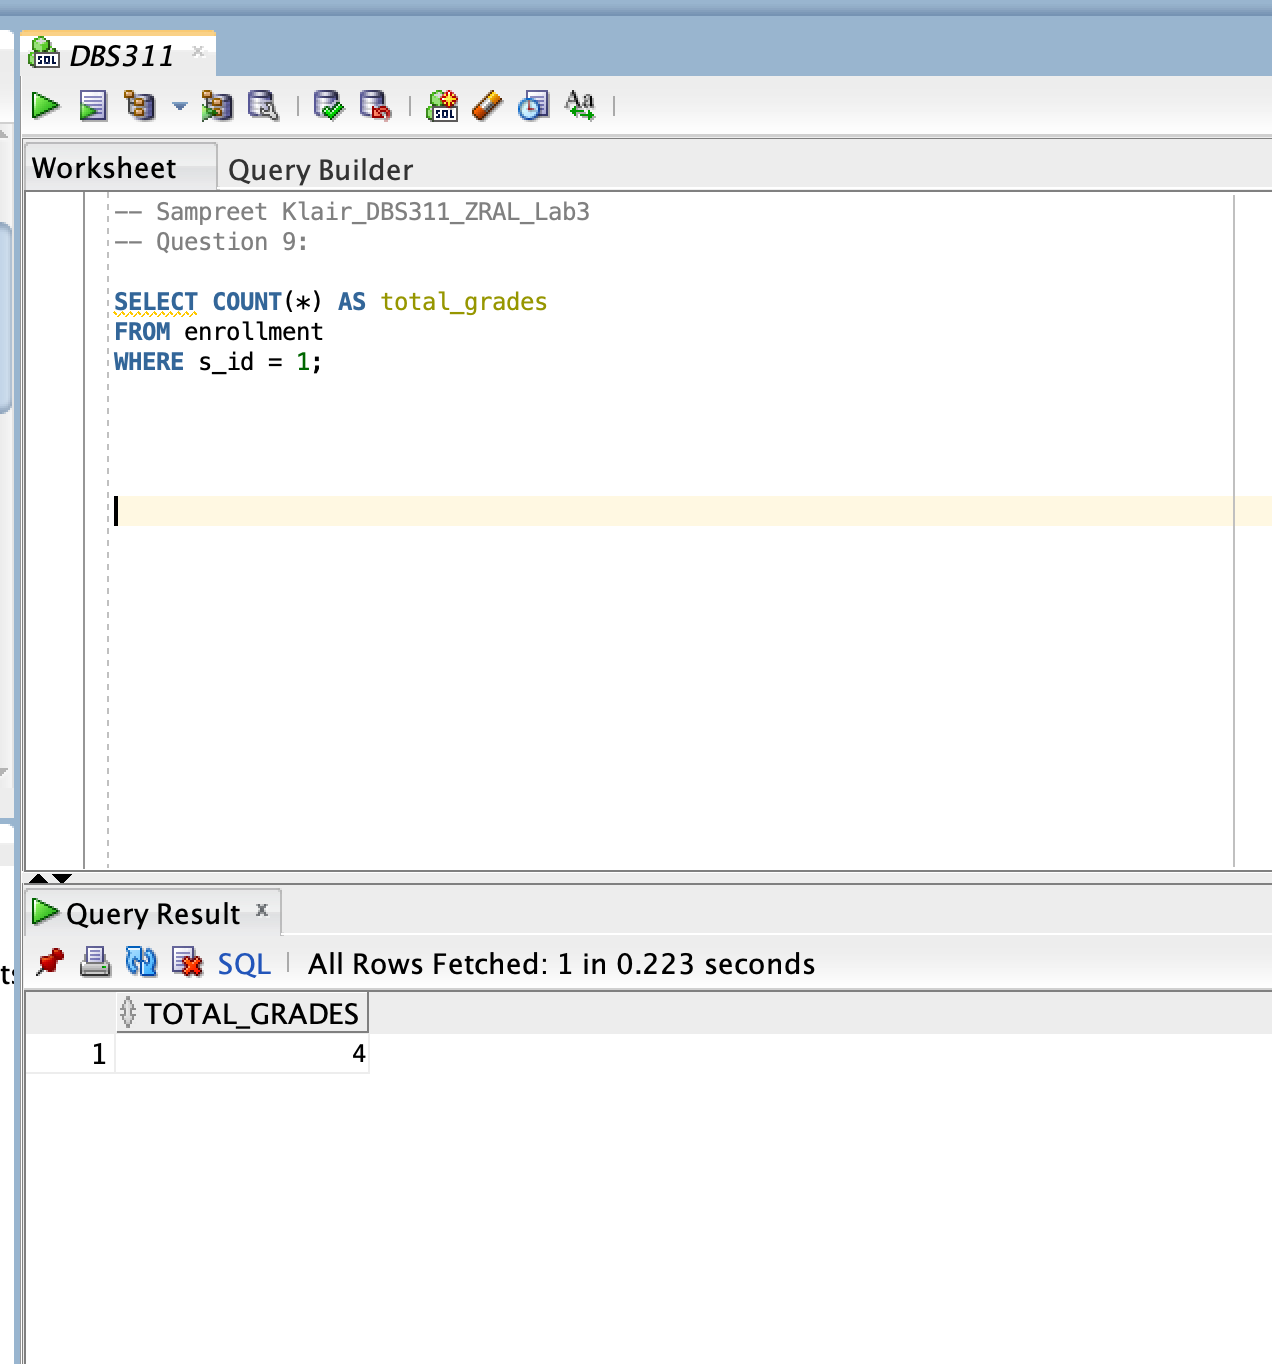 DBS311
Worksheet
Query Builder
-- Sampreet Klair_DBS311_ZRAL_Lab3
-- Question 9:
SELECT COUNT(*) AS total_grades
FROM enrollment
WHERE s_id = 1;
Query Result
SQL
All Rows Fetched: 1 in 0.223 seconds
TOTAL_GRADES
1 4